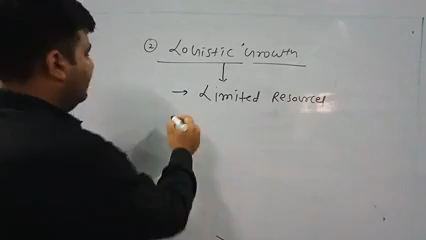 ② Logistic Growth
→ Limited Resources